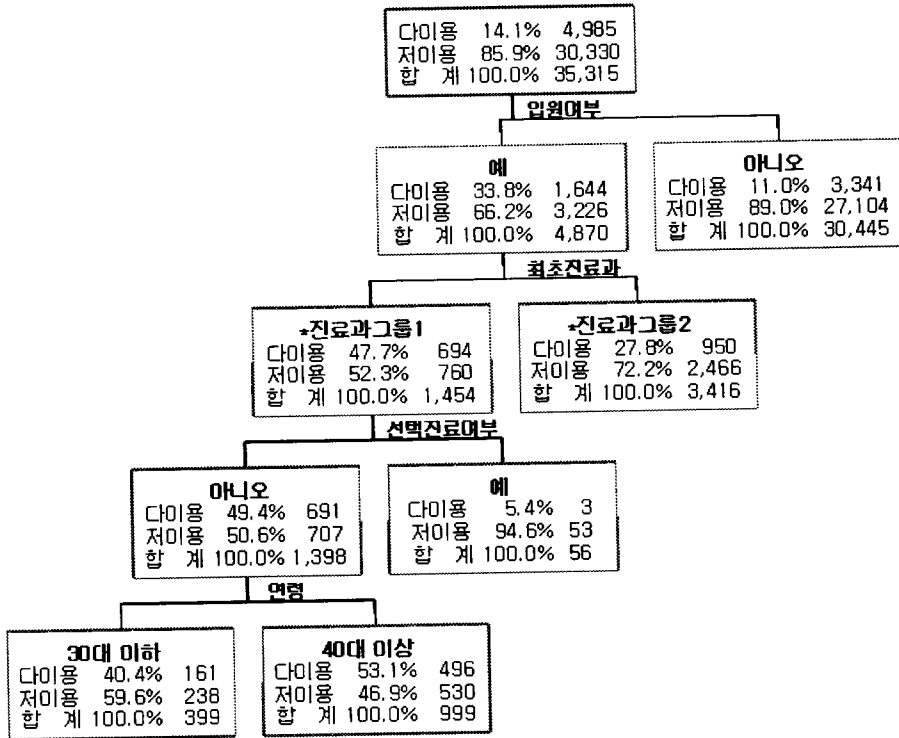 다이용 14.1% 4,985
저이용 85.9% 30,330
합 계 100.0% 35,315
입원여부
예
다이용 33.8% 1,644
저이용 66.2% 3,226
합 계 100.0% 4,870
아니오
다이용 11.0% 3,341
저이용 89.0% 27,104
합 계 100.0% 30,445
최초진료과
*진료과그룹1
다이용 47.7% 694
저이용 52.3% 760
합 계 100.0% 1,454
*진료과그룹2
다이용 27.8% 950
저이용 72.2% 2,466
합 계 100.0% 3,416
선택진료여부
아니오
다이용 49.4% 691
저이용 50.6% 707
합 계 100.0% 1,398
예
다이용 5.4% 3
저이용 94.6% 53
합 계 100.0% 56
연령
30대 이하
다이용 40.4% 161
저이용 59.6% 238
합 계 100.0% 399
40대 이상
다이용 53.1% 496
저이용 46.9% 530
합 계 100.0% 999